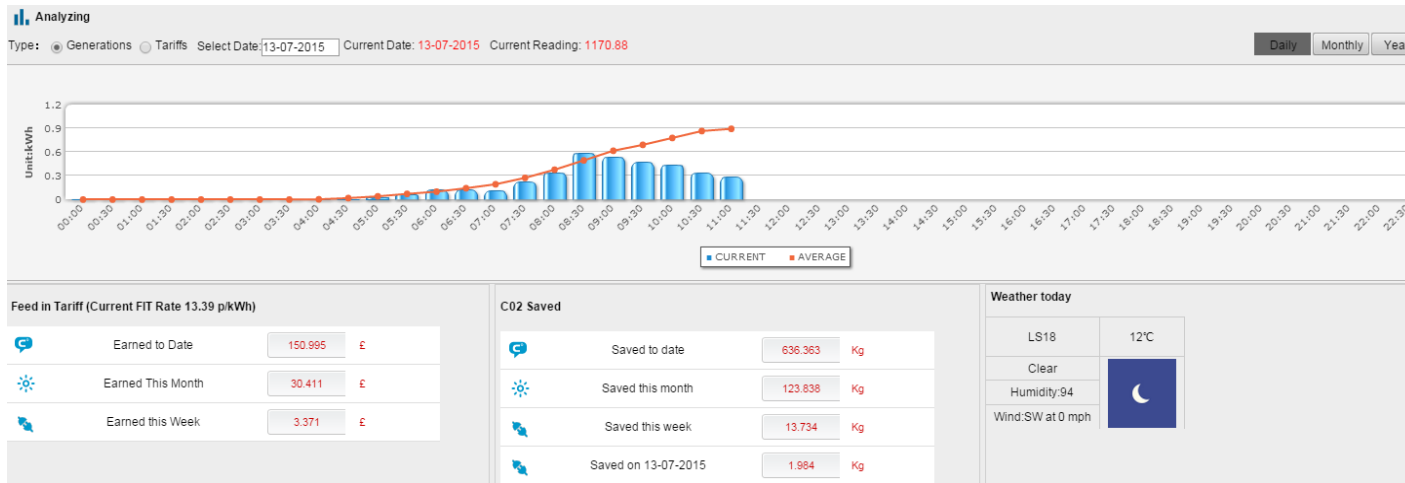 Analyzing
Type: Generations Tariffs Select Date: 13-07-2015 Current Date: 13-07-2015 Current Reading: 1170.88 Daily Monthly Yea
1.2
0.9
0.6
0.3
0
Unit:kWh
00:00 00:30 01:00 01:30 02:00 02:30 03:00 03:30 04:00 04:30 05:00 05:30 06:00 06:30 07:00 07:30 08:00 08:30 09:00 09:30 10:00 10:30 11:00 11:30 12:00 12:30 13:00 13:30 14:00 14:30 15:00 15:30 16:00 16:30 17:00 17:30 18:00 18:30 19:00 19:30 20:00 20:30 21:00 21:30 22:00 22:30
CURRENT AVERAGE
Feed in Tariff (Current FIT Rate 13.39 p/kWh)
Earned to Date 150.995 £
Earned This Month 30.411 £
Earned this Week 3.371 £
C02 Saved
Saved to date 636.363 Kg
Saved this month 123.838 Kg
Saved this week 13.734 Kg
Saved on 13-07-2015 1.984 Kg
Weather today
LS18 12℃
Clear
Humidity:94
Wind:SW at 0 mph